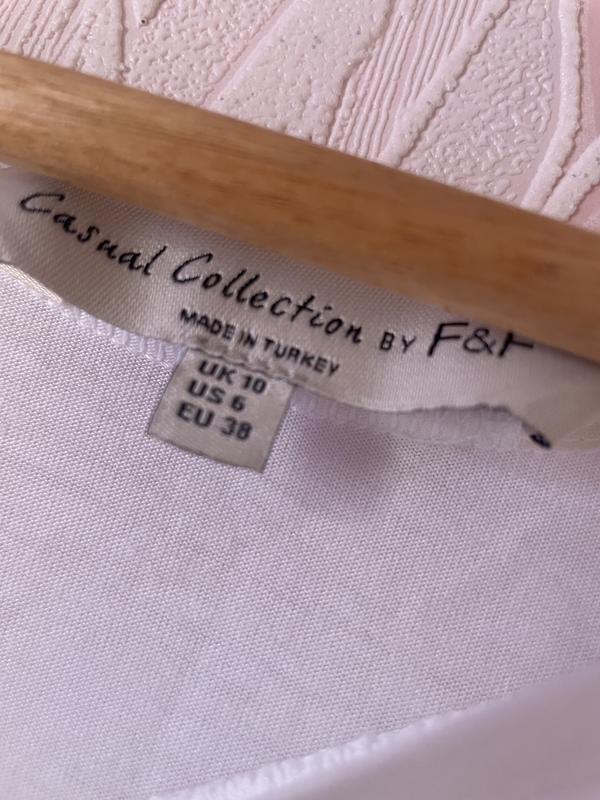 Casual Collection BY F&F
MADE IN TURKEY
UK 10
US 6
EU 38